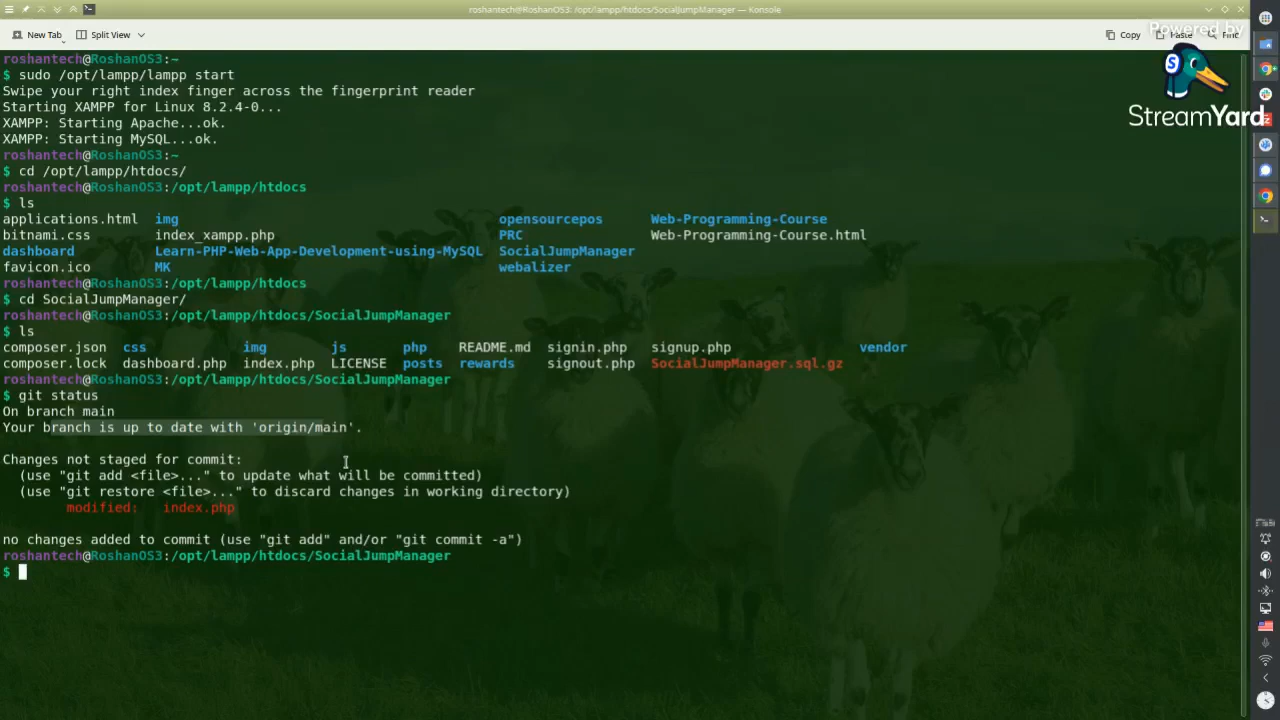 roshantech@RoshanOS3: /opt/lampp/htdocs/SocialJumpManager — Konsole
New Tab Split View Copy Paste Find
Powered by
StreamYard
roshantech@RoshanOS3:~
$ sudo /opt/lampp/lampp start
Swipe your right index finger across the fingerprint reader
Starting XAMPP for Linux 8.2.4-0...
XAMPP: Starting Apache...ok.
XAMPP: Starting MySQL...ok.
roshantech@RoshanOS3:~
$ cd /opt/lampp/htdocs/
roshantech@RoshanOS3:/opt/lampp/htdocs
$ ls
applications.html img opensourcepos Web-Programming-Course
bitnami.css index_xampp.php PRC Web-Programming-Course.html
dashboard Learn-PHP-Web-App-Development-using-MySQL SocialJumpManager
favicon.ico MK webalizer
roshantech@RoshanOS3:/opt/lampp/htdocs
$ cd SocialJumpManager/
roshantech@RoshanOS3:/opt/lampp/htdocs/SocialJumpManager
$ ls
composer.json css img js php README.md signin.php signup.php vendor
composer.lock dashboard.php index.php LICENSE posts rewards signout.php SocialJumpManager.sql.gz
roshantech@RoshanOS3:/opt/lampp/htdocs/SocialJumpManager
$ git status
On branch main
Your branch is up to date with 'origin/main'.
Changes not staged for commit:
(use "git add <file>..." to update what will be committed)
(use "git restore <file>..." to discard changes in working directory)
modified: index.php
no changes added to commit (use "git add" and/or "git commit -a")
roshantech@RoshanOS3:/opt/lampp/htdocs/SocialJumpManager
$